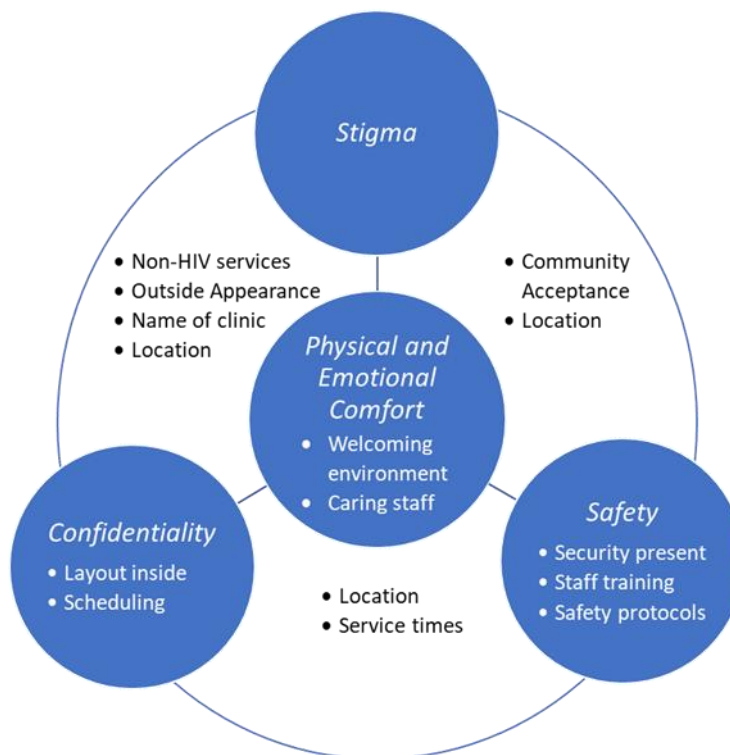 Stigma
• Non-HIV services
• Outside Appearance
• Name of clinic
• Location
• Community
Acceptance
• Location
Physical and
Emotional
Comfort
• Welcoming
environment
• Caring staff
Confidentiality
• Layout inside
• Scheduling
Safety
• Security present
• Staff training
• Safety protocols
• Location
• Service times